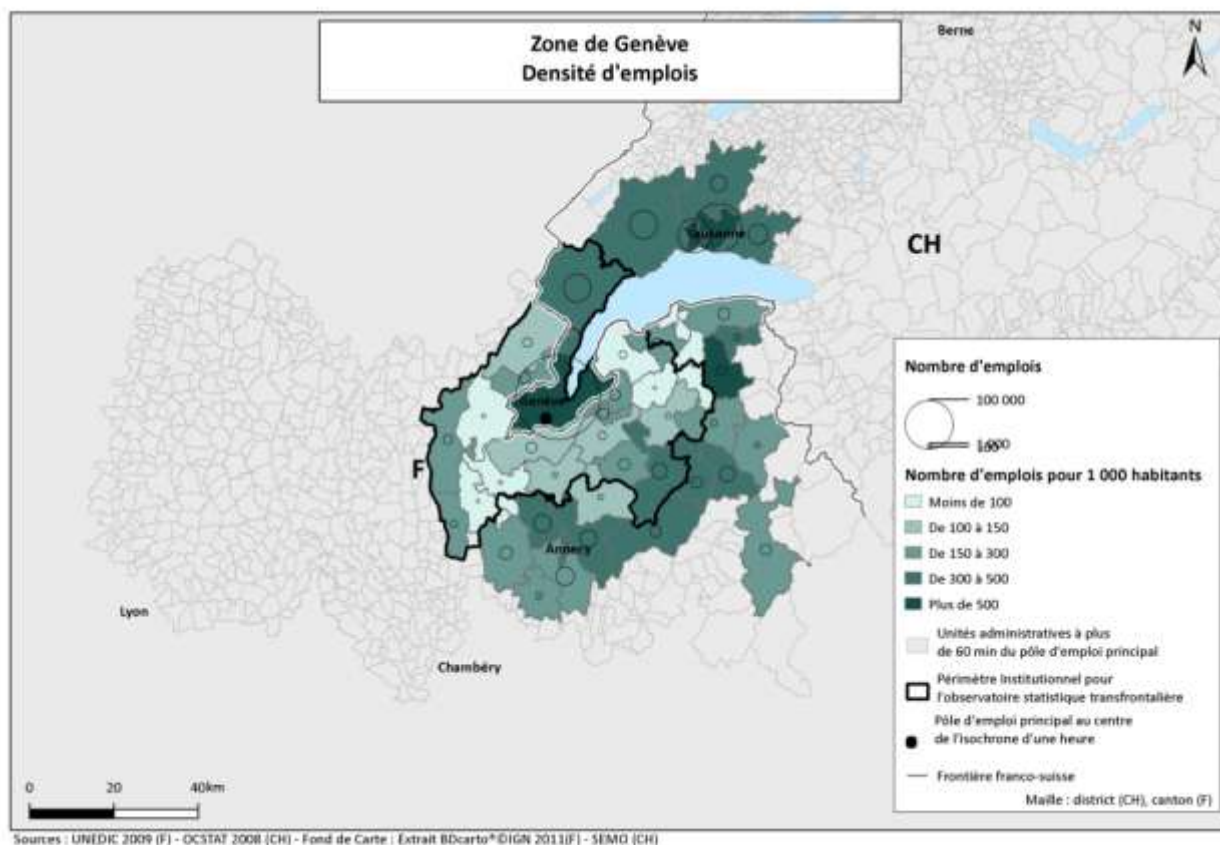 Zone de Genève
Densité d'emplois
N
Berne
Lausanne
CH
Genève
F
Annecy
Lyon
Chambéry
Nombre d'emplois
100 000
1 000
100
Nombre d'emplois pour 1 000 habitants
Moins de 100
De 100 à 150
De 150 à 300
De 300 à 500
Plus de 500
Unités administratives à plus
de 60 min du pôle d'emploi principal
Périmètre Institutionnel pour
l'observatoire statistique transfrontalière
Pôle d'emploi principal au centre
de l'isochrone d'une heure
Frontière franco-suisse
Maille : district (CH), canton (F)
0 20 40km
Sources : UNEDIC 2009 (F) - OCSTAT 2008 (CH) - Fond de Carte : Extrait BDcarto®©IGN 2011(F) - SEMO (CH)